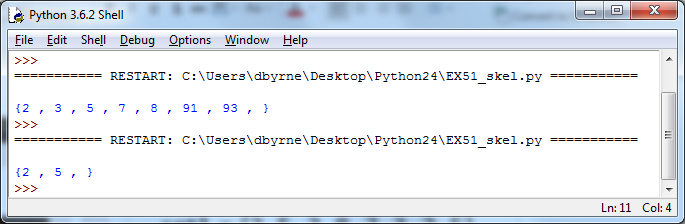 Python 3.6.2 Shell
File Edit Shell Debug Options Window Help
>>>
=========== RESTART: C:\Users\dbyrne\Desktop\Python24\EX51_skel.py ===========
{2 , 3 , 5 , 7 , 8 , 91 , 93 , }
>>>
=========== RESTART: C:\Users\dbyrne\Desktop\Python24\EX51_skel.py ===========
{2 , 5 , }
>>>
Ln: 11 Col: 4